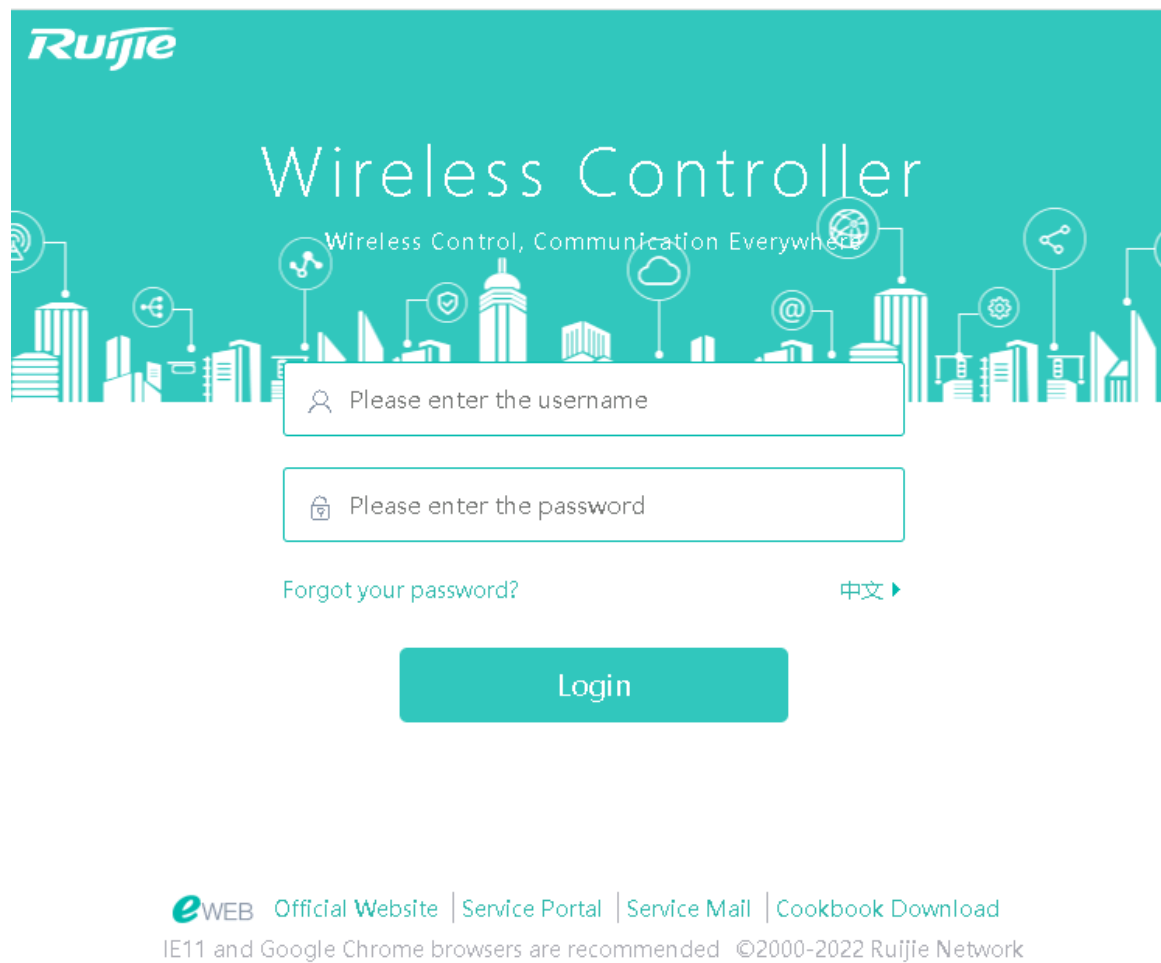 Ruijie
Wireless Controller
Wireless Control, Communication Everywhere
@
Please enter the username
Please enter the password
Forgot your password? 中文
Login
eWEB Official Website | Service Portal | Service Mail | Cookbook Download
IE11 and Google Chrome browsers are recommended ©2000-2022 Ruijie Network